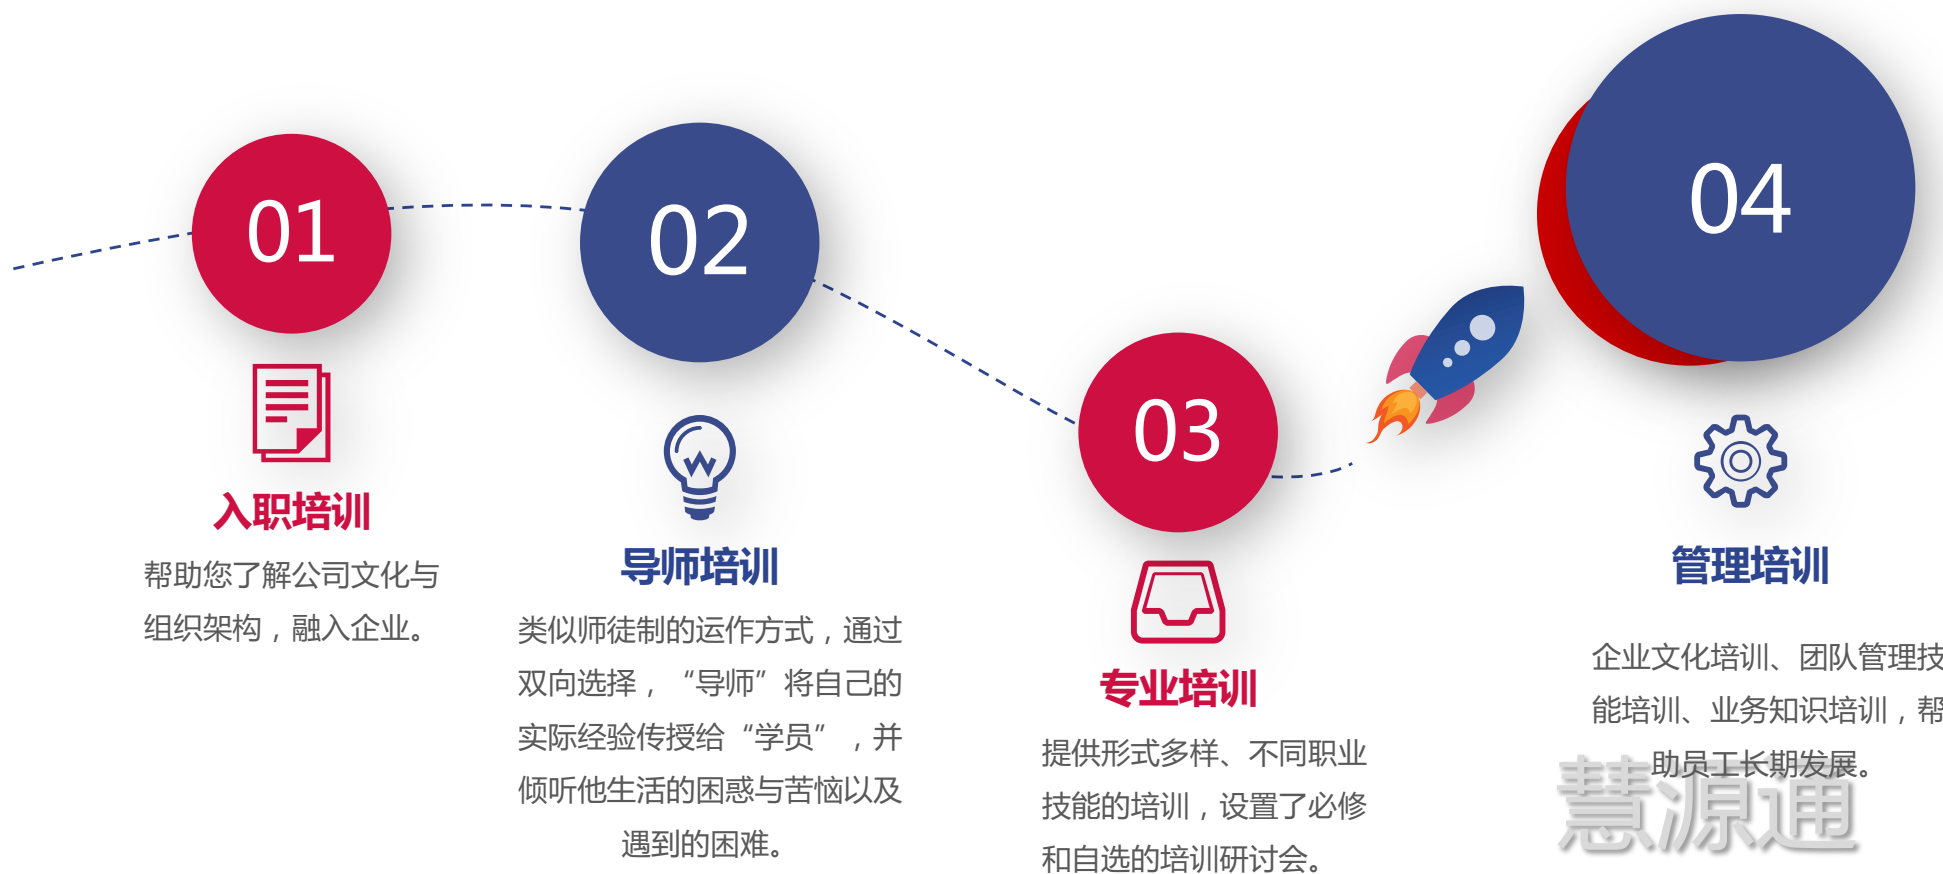 01
入职培训
帮助您了解公司文化与
组织架构，融入企业。
02
导师培训
类似师徒制的运作方式，通过
双向选择，“导师”将自己的
实际经验传授给“学员”，并
倾听他生活的困惑与苦恼以及
遇到的困难。
03
专业培训
提供形式多样、不同职业
技能的培训，设置了必修
和自选的培训研讨会。
04
管理培训
企业文化培训、团队管理技
能培训、业务知识培训，帮
助员工长期发展。
慧源通